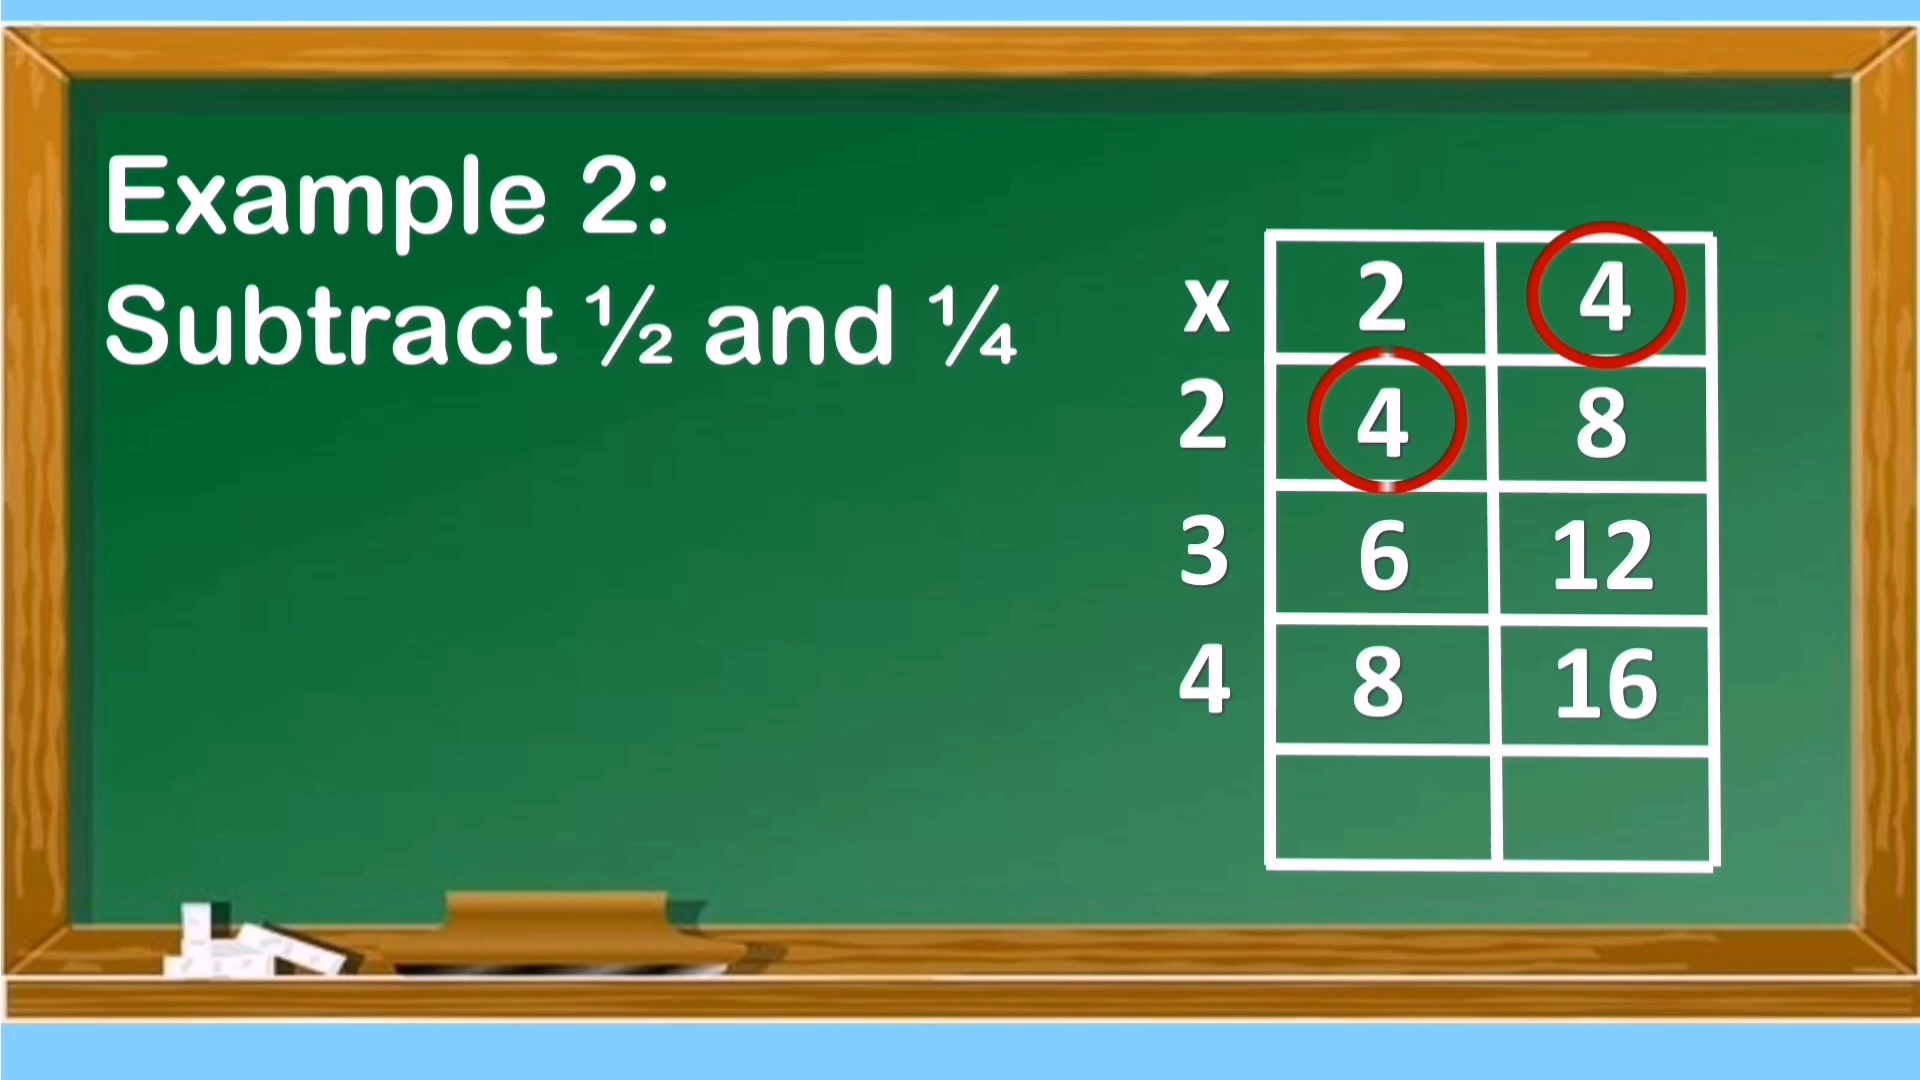 Example 2:
Subtract ½ and ¼
x 2 4
2 4 8
3 6 12
4 8 16